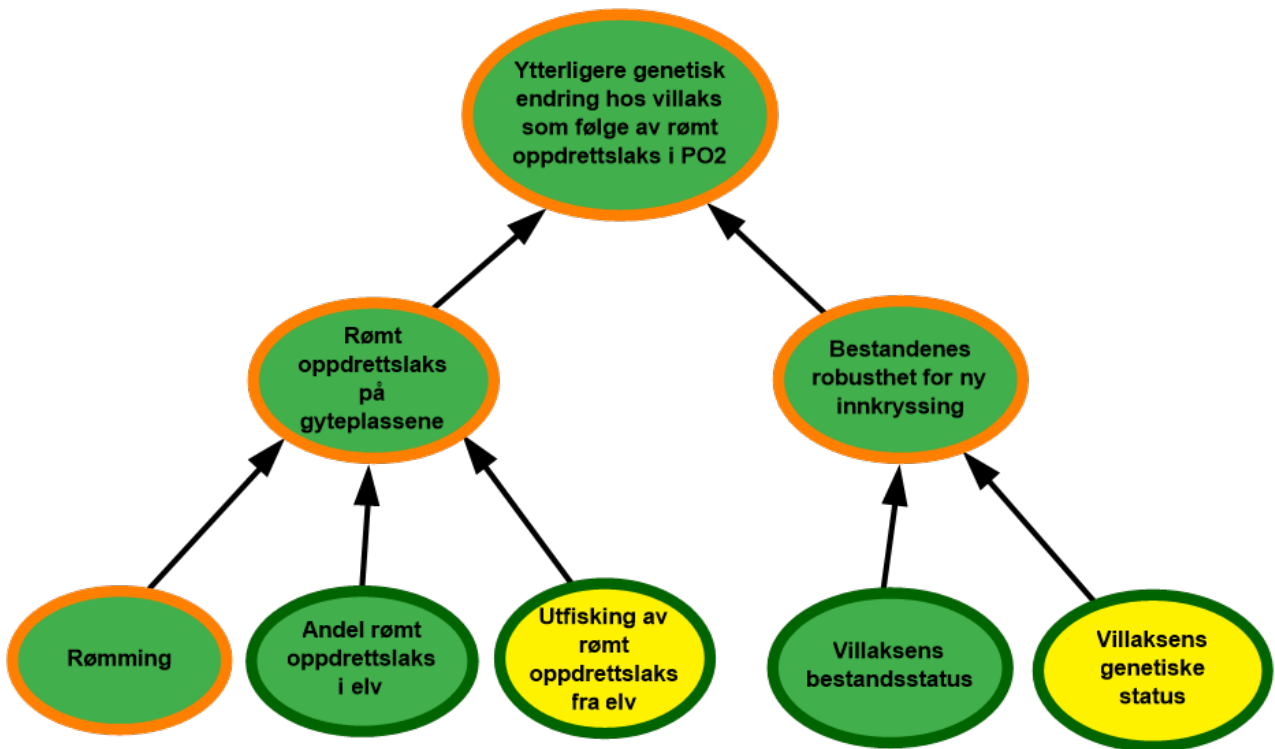 Ytterligere genetisk
endring hos villaks
som følge av rømt
oppdrettslaks i PO2
Rømt
oppdrettslaks
på
gyteplassene
Bestandenes
robusthet for ny
innkryssing
Rømming
Andel rømt
oppdrettslaks
i elv
Utfisking av
rømt
oppdrettslaks
fra elv
Villaksens
bestandsstatus
Villaksens
genetiske
status